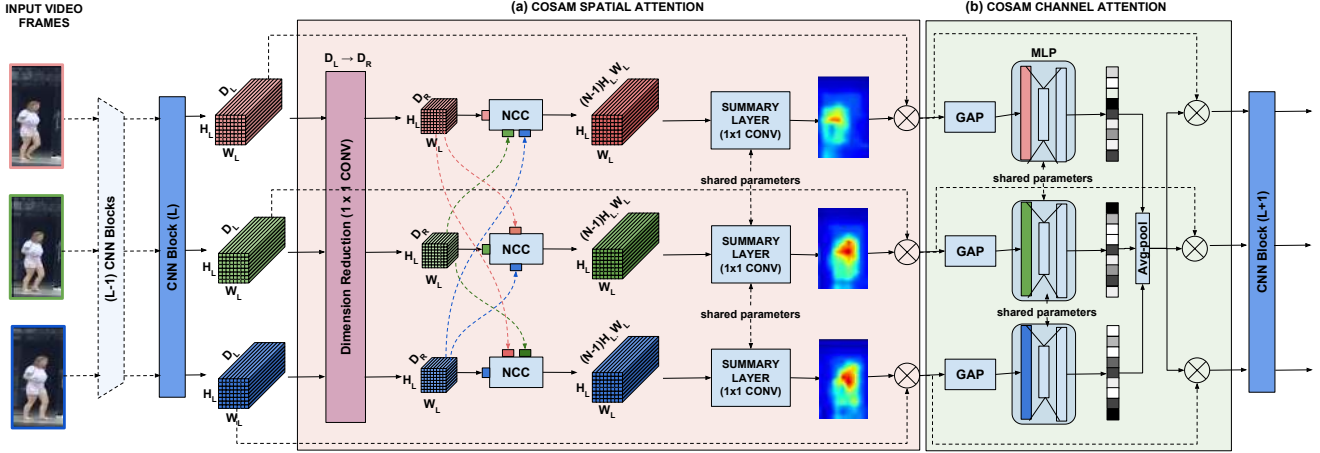 INPUT VIDEO
FRAMES
(a) COSAM SPATIAL ATTENTION
(b) COSAM CHANNEL ATTENTION
(L-1) CNN Blocks
CNN Block (L)
D_L
H_L
W_L
D_L → D_R
Dimension Reduction (1 x 1 CONV)
D_R
H_L
W_L
NCC
(N-1)H_L. W_L
H_L
W_L
SUMMARY
LAYER
(1x1 CONV)
GAP
MLP
shared parameters
shared parameters
D_L
H_L
W_L
D_R
H_L
W_L
NCC
(N-1)H_L. W_L
H_L
W_L
SUMMARY
LAYER
(1x1 CONV)
GAP
Avg-pool
CNN Block (L+1)
shared parameters
shared parameters
D_L
H_L
W_L
D_R
H_L
W_L
NCC
(N-1)H_L. W_L
H_L
W_L
SUMMARY
LAYER
(1x1 CONV)
GAP